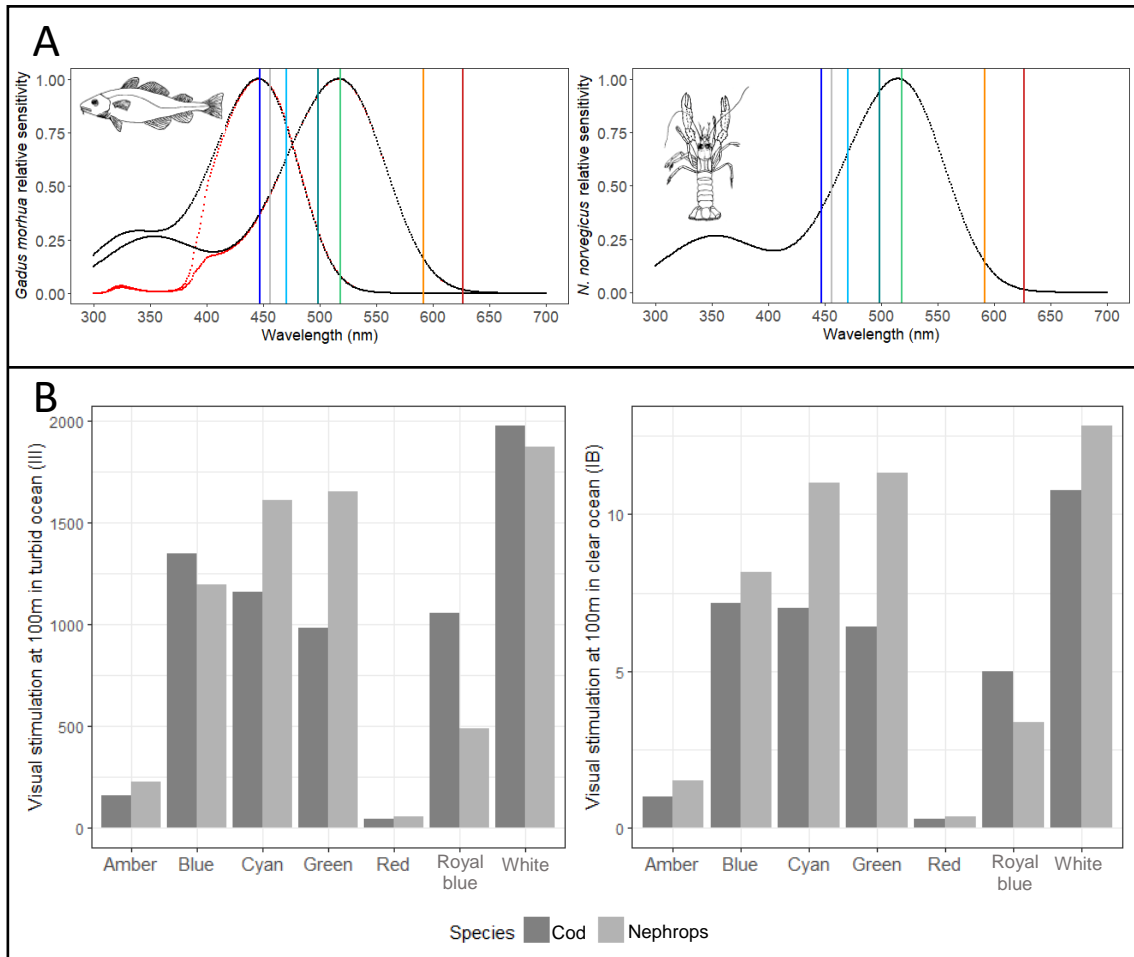 A
Gadus morhua relative sensitivity
1.00
0.75
0.50
0.25
0.00
300 350 400 450 500 550 600 650 700
Wavelength (nm)
N. norvegicus relative sensitivity
1.00
0.75
0.50
0.25
0.00
300 350 400 450 500 550 600 650 700
Wavelength (nm)
B
Visual stimulation at 100m in turbid ocean (III)
2000
1500
1000
500
0
Amber Blue Cyan Green Red Royal blue White
Visual stimulation at 100m in clear ocean (IB)
10
5
0
Amber Blue Cyan Green Red Royal blue White
Species Cod Nephrops